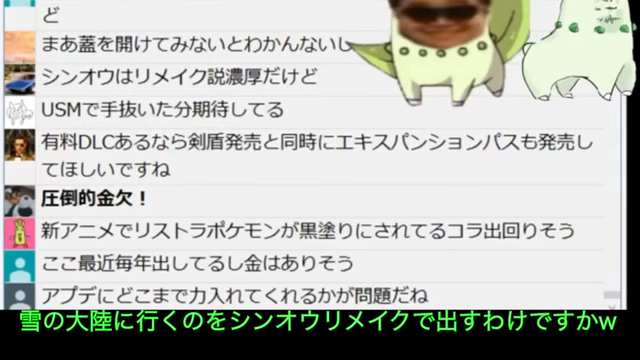 ど
まあ蓋を開けてみないとわかんないし
シンオウはリメイク説濃厚だけど
USMで手抜いた分期待してる
有料DLCあるなら剣盾発売と同時にエキスパンションパスも発売し
てほしいですね
圧倒的金欠！
新アニメでリストラポケモンが黒塗りにされてるコラ出回りそう
ここ最近毎年出してるし金はありそう
アプデにどこまで力入れてくれるかが問題だね
雪の大陸に行くのをシンオウリメイクで出すわけですかw